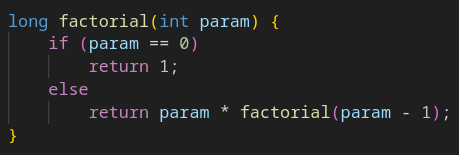 long factorial(int param) {
    if (param == 0)
        return 1;
    else
        return param * factorial(param - 1);
}